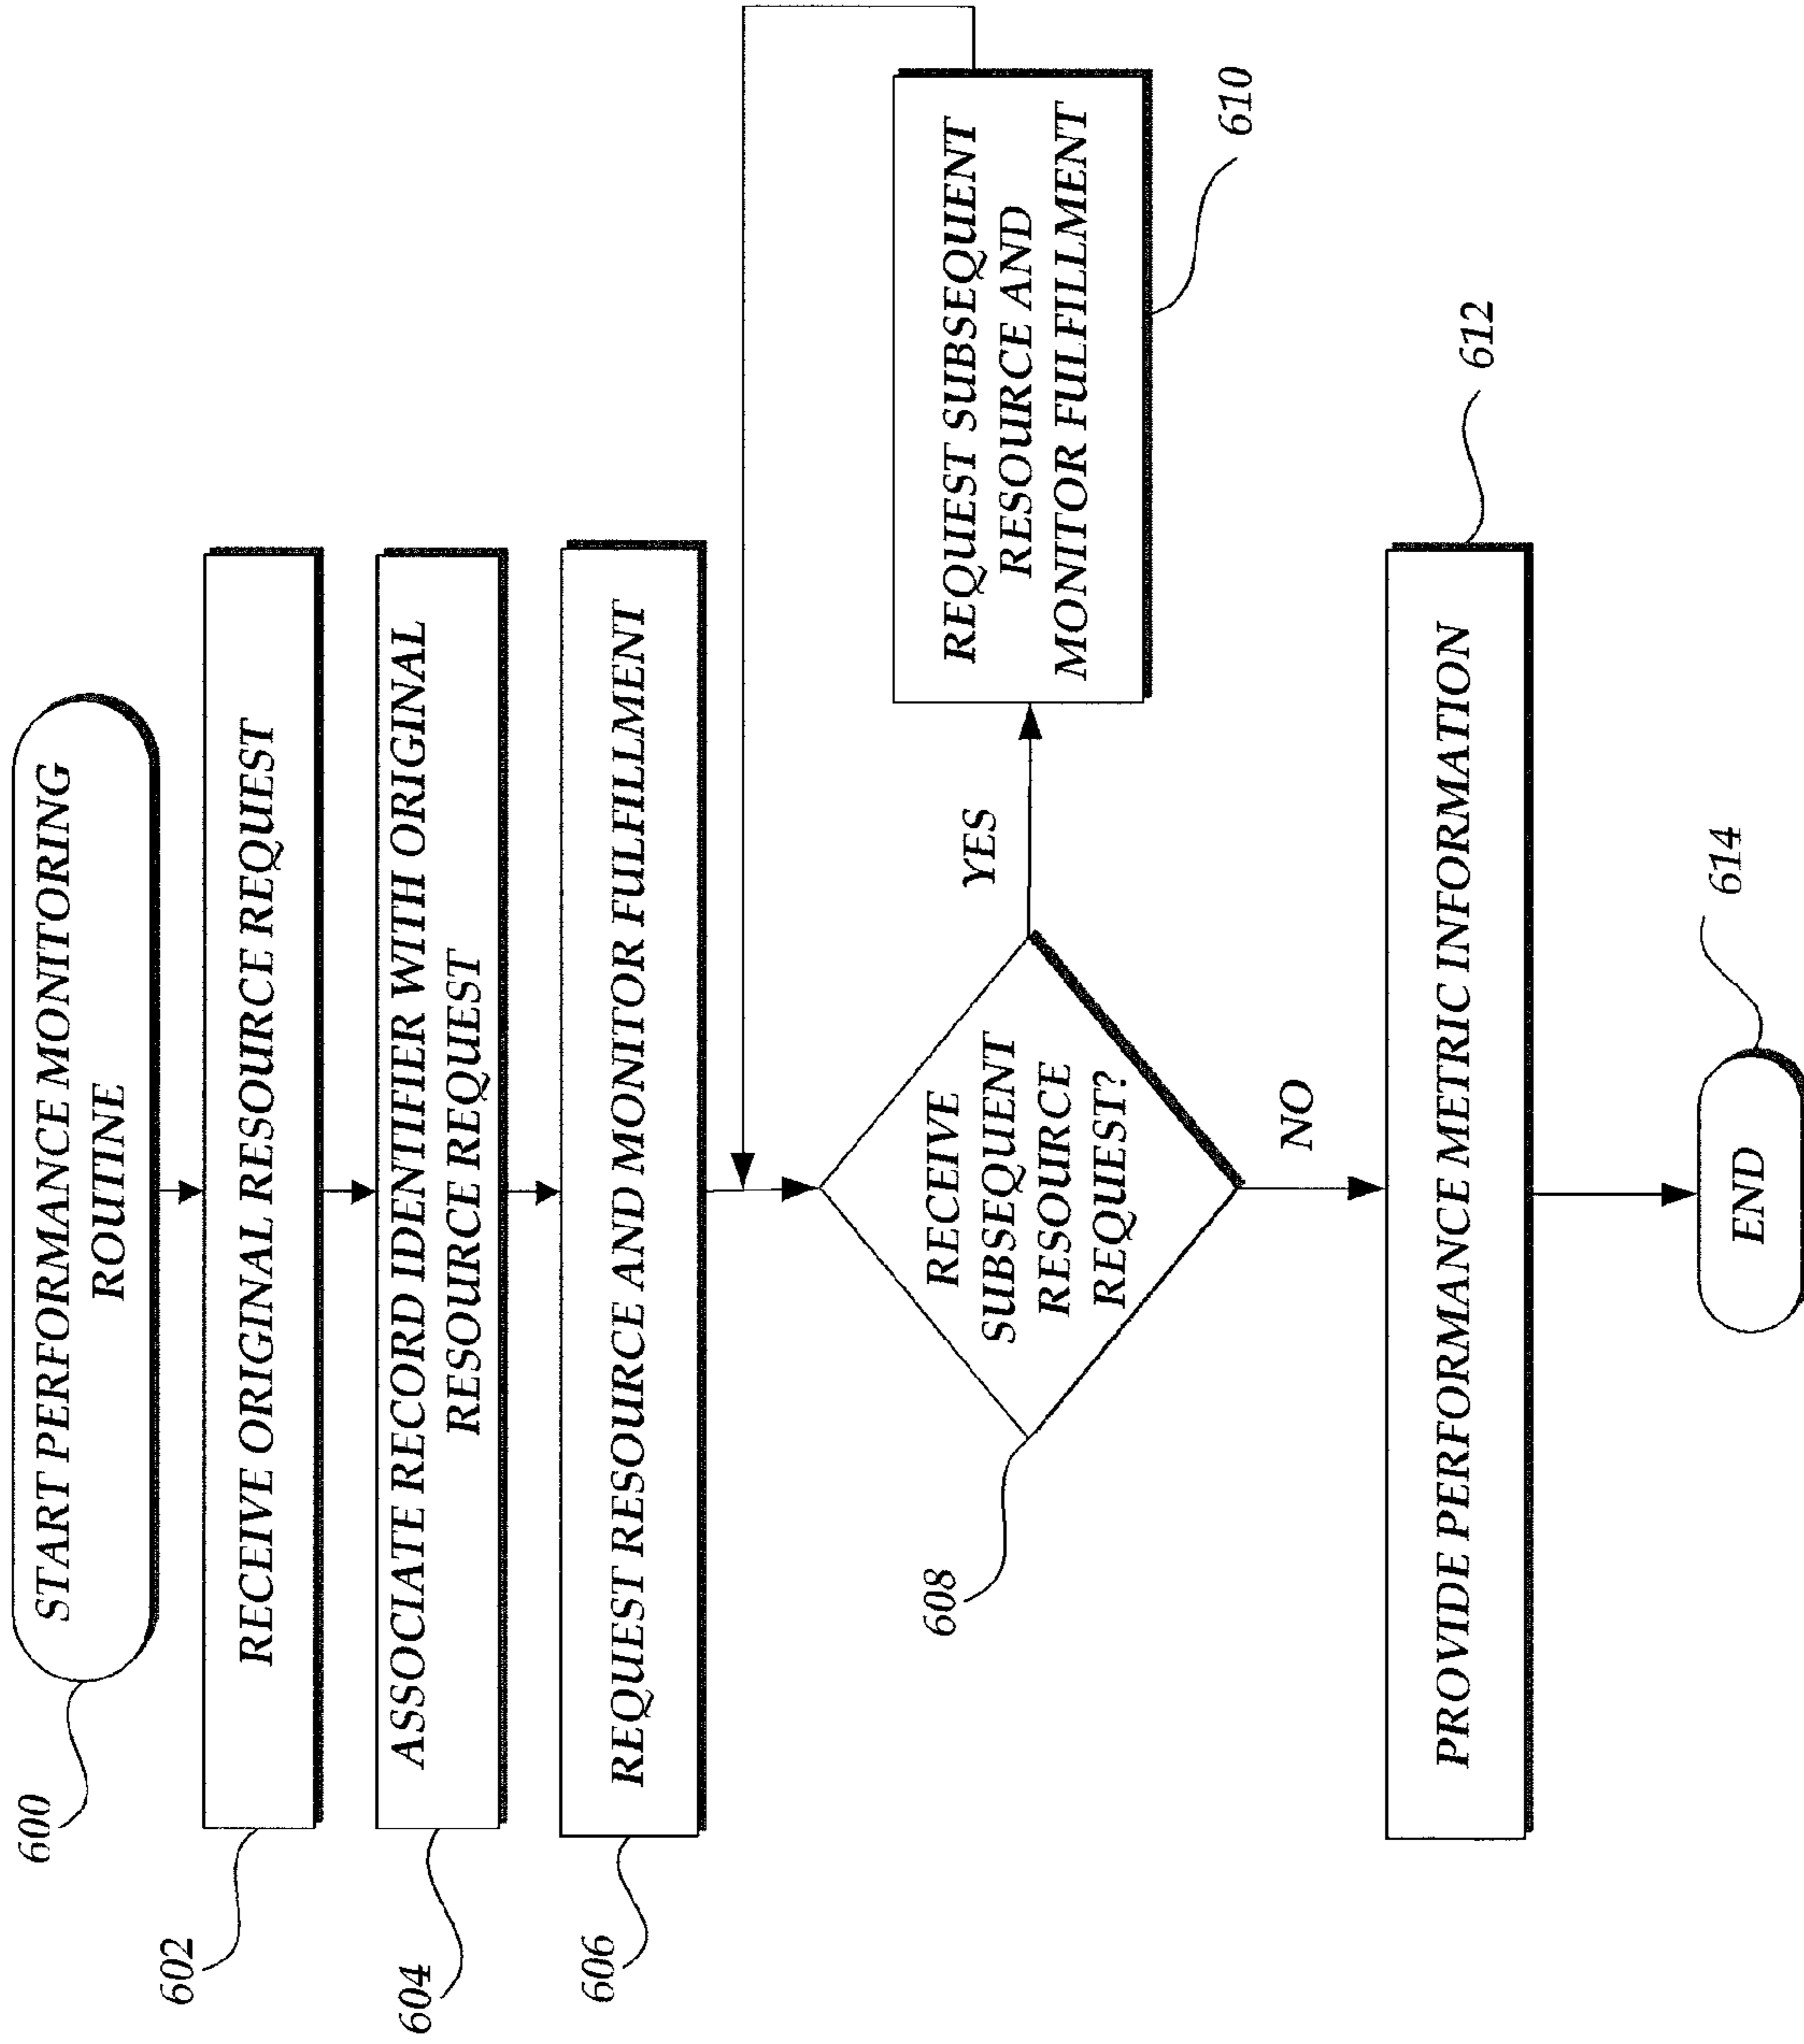 600
START PERFORMANCE MONITORING
ROUTINE
602
RECEIVE ORIGINAL RESOURCE REQUEST
604
ASSOCIATE RECORD IDENTIFIER WITH ORIGINAL
RESOURCE REQUEST
606
REQUEST RESOURCE AND MONITOR FULFILLMENT
608
RECEIVE
SUBSEQUENT
RESOURCE
REQUEST?
YES
REQUEST SUBSEQUENT
RESOURCE AND
MONITOR FULFILLMENT
610
NO
PROVIDE PERFORMANCE METRIC INFORMATION
612
END
614